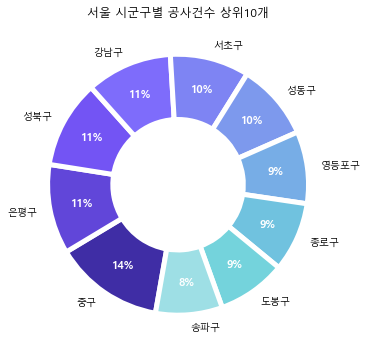 서울 시군구별 공사건수 상위10개
서초구
10%
성동구
10%
영등포구
9%
종로구
9%
도봉구
9%
송파구
8%
중구
14%
은평구
11%
성북구
11%
강남구
11%